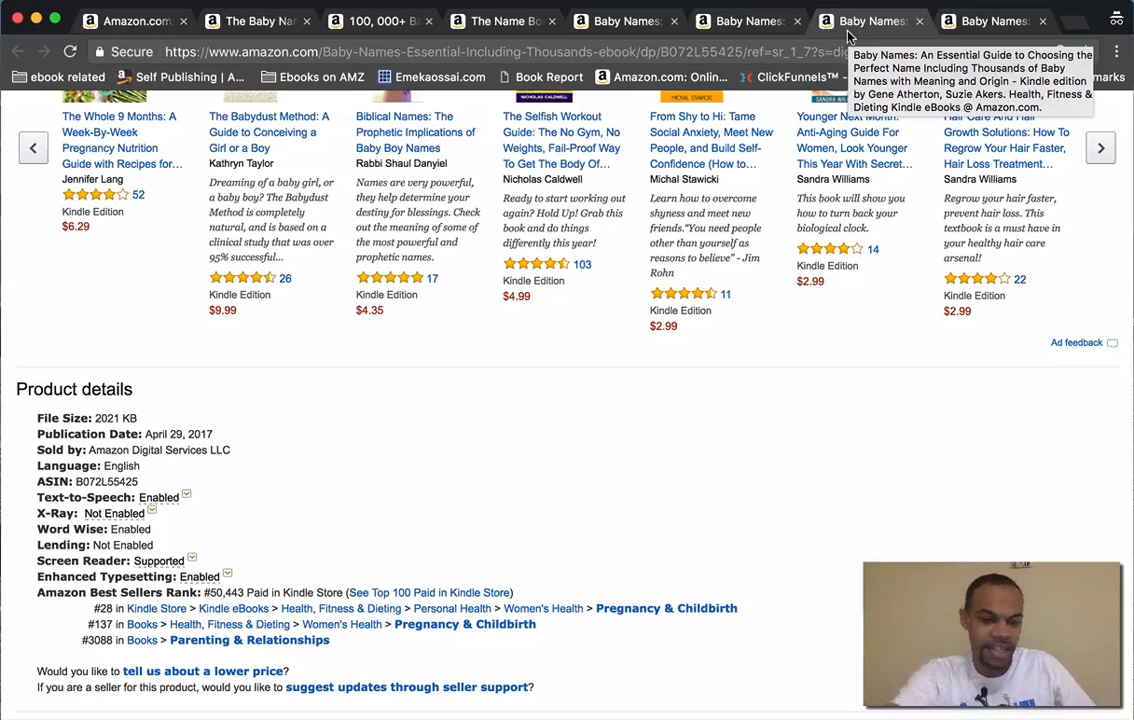 Amazon.com:
The Baby Nan
100, 000+ B
The Name Bo
Baby Names:
Baby Names:
Baby Names:
Baby Names:
Secure https://www.amazon.com/Baby-Names-Essential-Including-Thousands-ebook/dp/B072L55425/ref=sr_1_7?s=dig
ebook related
Self Publishing | A...
Ebooks on AMZ
Emekaossai.com
Book Report
Amazon.com: Onlin...
ClickFunnels™ -
marks
Baby Names: An Essential Guide to Choosing the
Perfect Name Including Thousands of Baby
Names with Meaning and Origin - Kindle edition
by Gene Atherton, Suzie Akers. Health, Fitness &
Dieting Kindle eBooks @ Amazon.com.
The Whole 9 Months: A
Week-By-Week
Pregnancy Nutrition
Guide with Recipes for...
Jennifer Lang
52
Kindle Edition
$6.29
The Babydust Method: A
Guide to Conceiving a
Girl or a Boy
Kathryn Taylor
Dreaming of a baby girl, or
a baby boy? The Babydust
Method is completely
natural, and is based on a
clinical study that was over
95% successful...
26
Kindle Edition
$9.99
Biblical Names: The
Prophetic Implications of
Baby Boy Names
Rabbi Shaul Danyiel
Names are very powerful,
they help determine your
destiny for blessings. Check
out the meaning of some of
the most powerful and
prophetic names.
17
Kindle Edition
$4.35
NICHOLAS CALDWELL
The Selfish Workout
Guide: The No Gym, No
Weights, Fail-Proof Way
To Get The Body Of...
Nicholas Caldwell
Ready to start working out
again? Hold Up! Grab this
book and do things
differently this year!
103
Kindle Edition
$4.99
MICHAL STAWICKI
From Shy to Hi: Tame
Social Anxiety, Meet New
People, and Build Self-
Confidence (How to...
Michal Stawicki
Learn how to overcome
shyness and meet new
friends.“You need people
other than yourself as
reasons to believe” - Jim
Rohn
11
Kindle Edition
$2.99
Younger Next Year:
Anti-Aging Guide For
Women, Look Younger
This Year With Secret...
Sandra Williams
This book will show you
how to turn back your
biological clock.
14
Kindle Edition
$2.99
Hair Care And Hair
Growth Solutions: How To
Regrow Your Hair Faster,
Hair Loss Treatment...
Sandra Williams
Regrow your hair faster,
prevent hair loss. This
textbook is a must have in
your healthy hair care
arsenal!
22
Kindle Edition
$2.99
Ad feedback
Product details
File Size: 2021 KB
Publication Date: April 29, 2017
Sold by: Amazon Digital Services LLC
Language: English
ASIN: B072L55425
Text-to-Speech: Enabled
X-Ray: Not Enabled
Word Wise: Enabled
Lending: Not Enabled
Screen Reader: Supported
Enhanced Typesetting: Enabled
Amazon Best Sellers Rank: #50,443 Paid in Kindle Store (See Top 100 Paid in Kindle Store)
#28 in Kindle Store > Kindle eBooks > Health, Fitness & Dieting > Personal Health > Women's Health > Pregnancy & Childbirth
#137 in Books > Health, Fitness & Dieting > Women's Health > Pregnancy & Childbirth
#3088 in Books > Parenting & Relationships
Would you like to tell us about a lower price?
If you are a seller for this product, would you like to suggest updates through seller support?